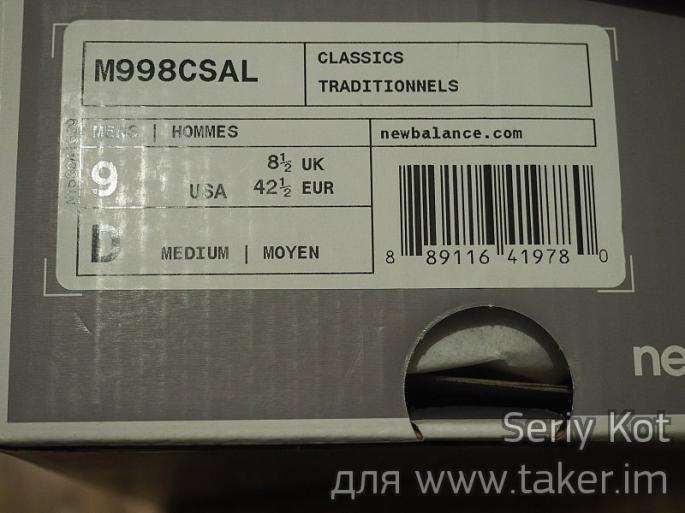 M998CSAL
CLASSICS
TRADITIONNELS
MENS | HOMMES
newbalance.com
9
8½ UK
USA 42½ EUR
D
MEDIUM | MOYEN
8 89116 41978 0
ne
Seriy Kot
для www.taker.im